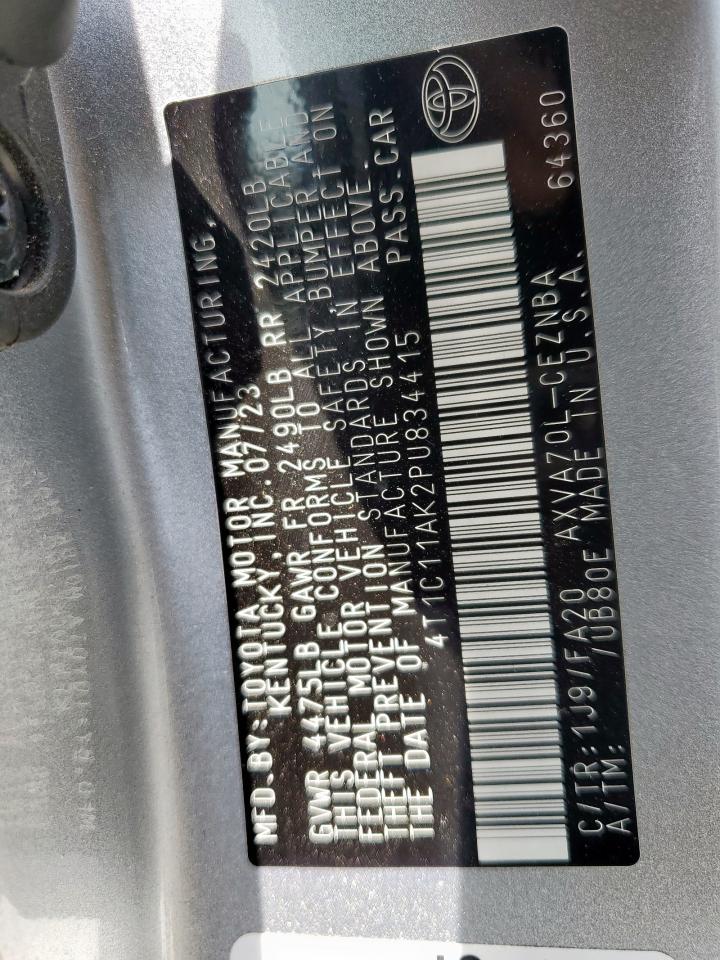 MFD.BY:TOYOTA MOTOR MANUFACTURING,
KENTUCKY,INC.07/23
GVWR 4475LB GAWR FR 2490LB RR 2420LB
THIS VEHICLE CONFORMS TO ALL APPLICABLE
FEDERAL MOTOR VEHICLE SAFETY,BUMPER,AND
THEFT PREVENTION STANDARDS IN EFFECT ON
THE DATE OF MANUFACTURE SHOWN ABOVE.
4T1C11AK2PU834415 PASS.CAR
C/TR:1J9/FA20 AXVA70L-CEZNBA 64360
A/TM: /UB80E MADE IN U.S.A.